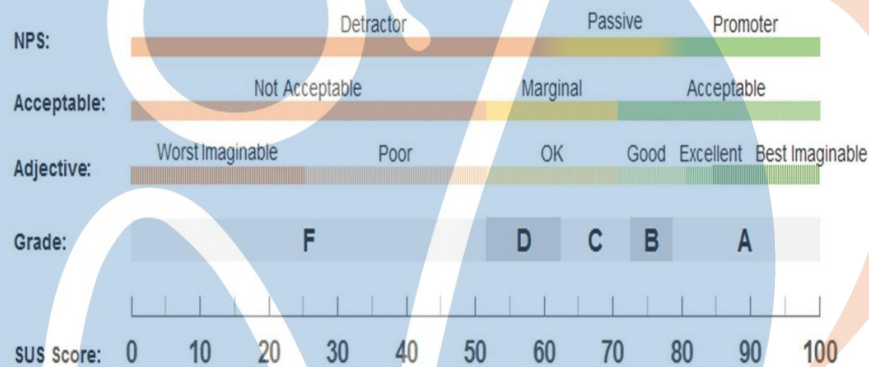 NPS: Detractor Passive Promoter
Acceptable: Not Acceptable Marginal Acceptable
Adjective: Worst Imaginable Poor OK Good Excellent Best Imaginable
Grade: F D C B A
SUS Score: 0 10 20 30 40 50 60 70 80 90 100